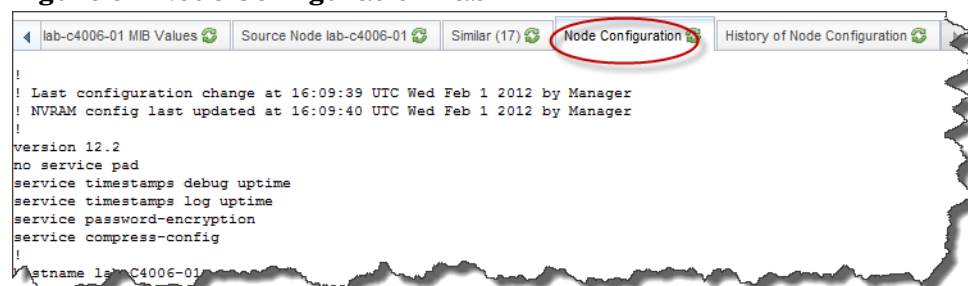 lab-c4006-01 MIB Values Source Node lab-c4006-01 Similar (17) Node Configuration History of Node Configuration
!
! Last configuration change at 16:09:39 UTC Wed Feb 1 2012 by Manager
! NVRAM config last updated at 16:09:40 UTC Wed Feb 1 2012 by Manager
!
version 12.2
no service pad
service timestamps debug uptime
service timestamps log uptime
service password-encryption
service compress-config
!